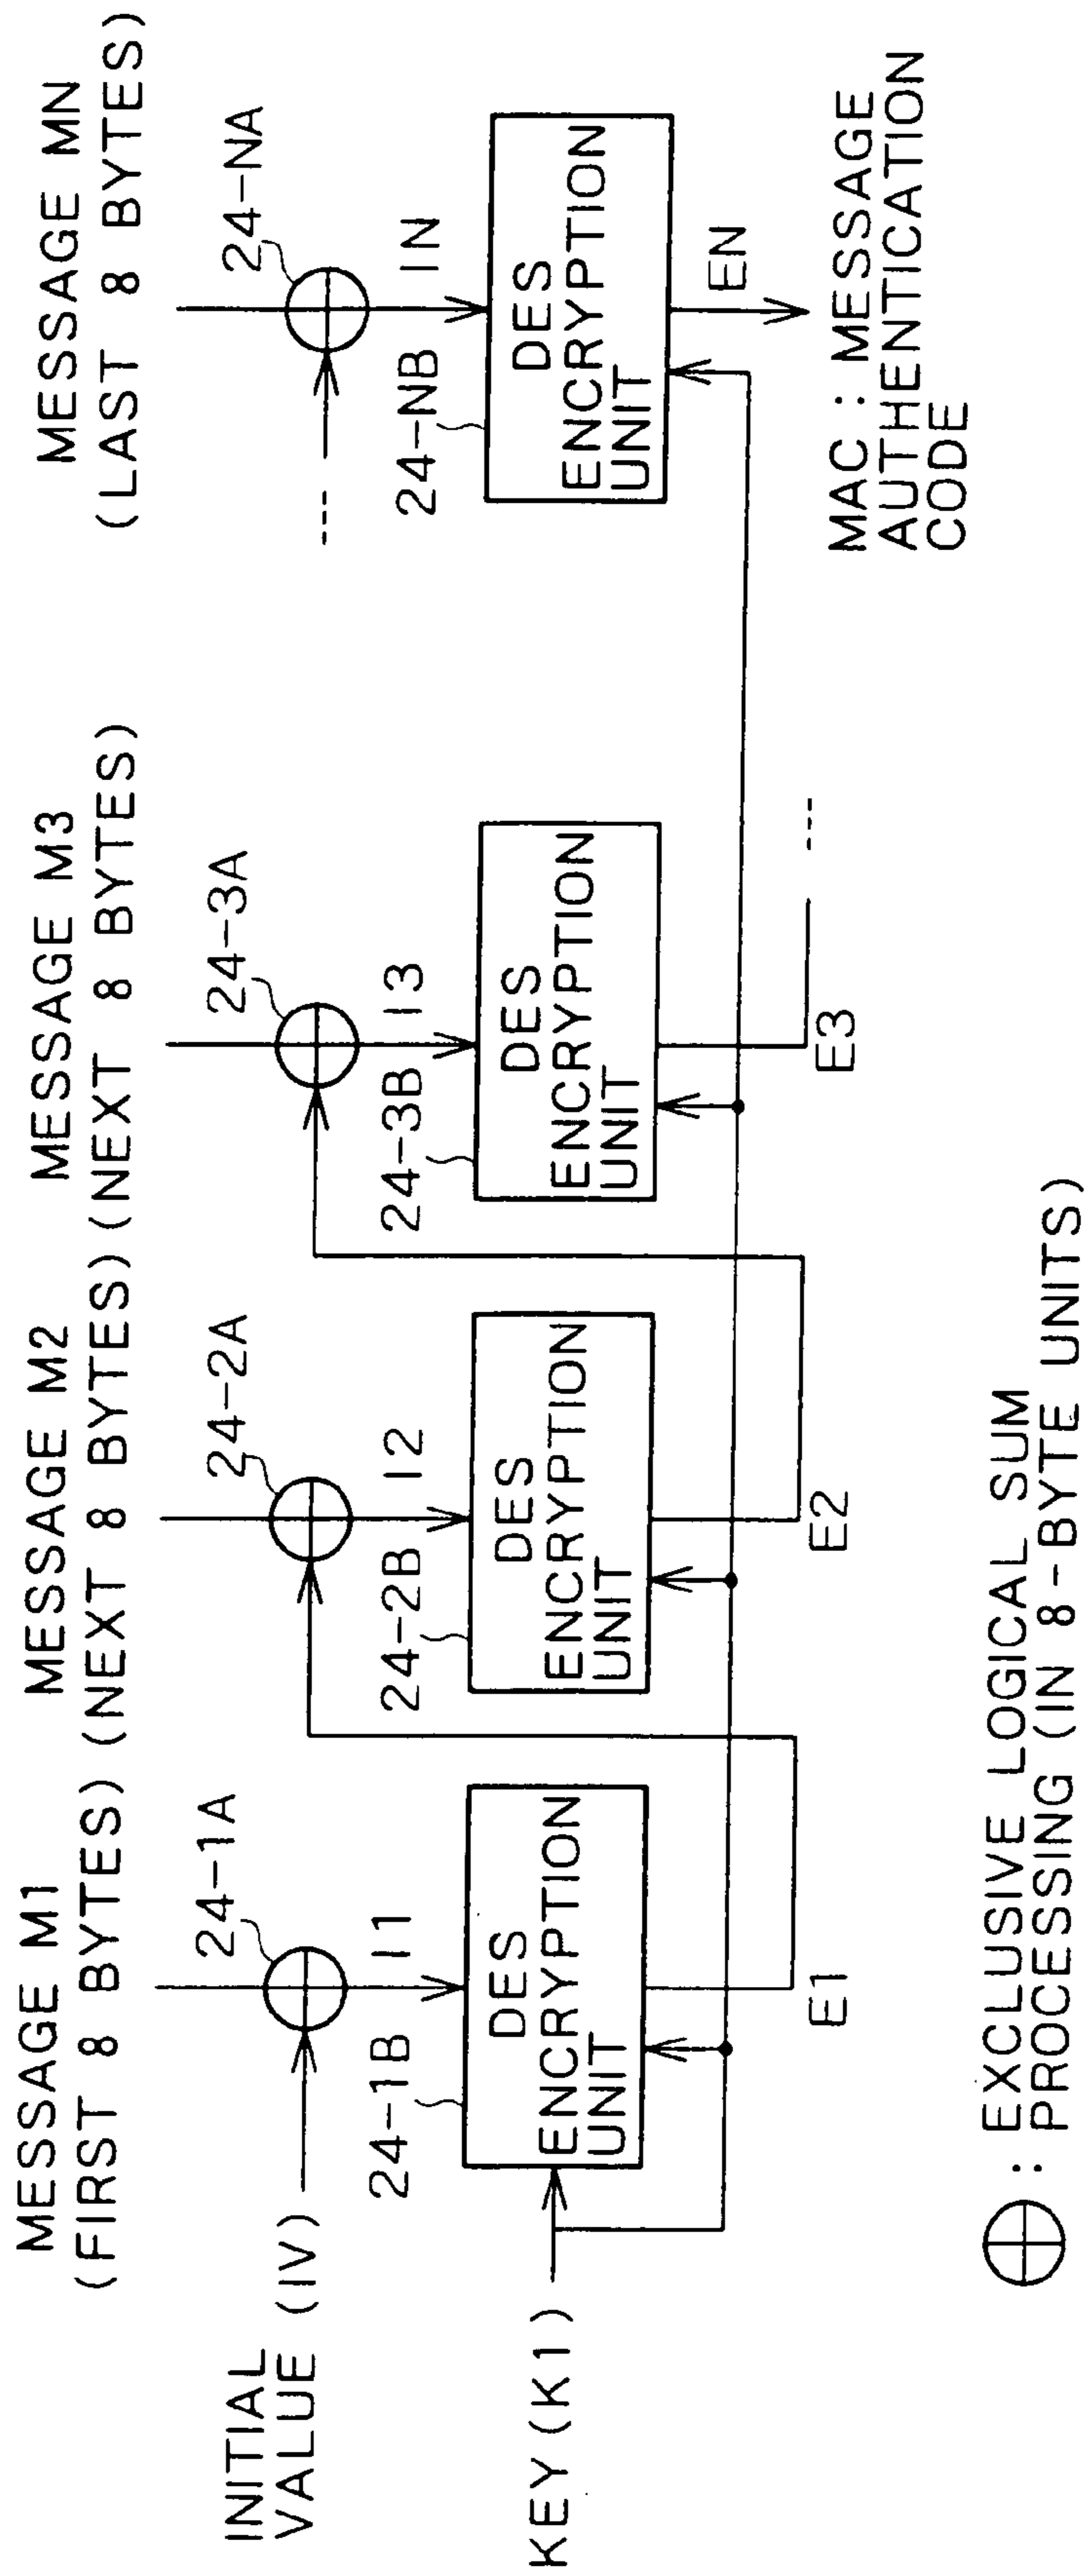 MESSAGE M1
(FIRST 8 BYTES)
MESSAGE M2
(NEXT 8 BYTES)
MESSAGE M3
(NEXT 8 BYTES)
MESSAGE MN
(LAST 8 BYTES)
INITIAL
VALUE (IV)
24-1A
24-2A
24-3A
24-NA
I1
I2
I3
IN
24-1B
24-2B
24-3B
24-NB
KEY (K1)
DES
ENCRYPTION
UNIT
DES
ENCRYPTION
UNIT
DES
ENCRYPTION
UNIT
DES
ENCRYPTION
UNIT
E1
E2
E3
EN
MAC : MESSAGE
AUTHENTICATION
CODE
: EXCLUSIVE LOGICAL SUM
PROCESSING (IN 8-BYTE UNITS)